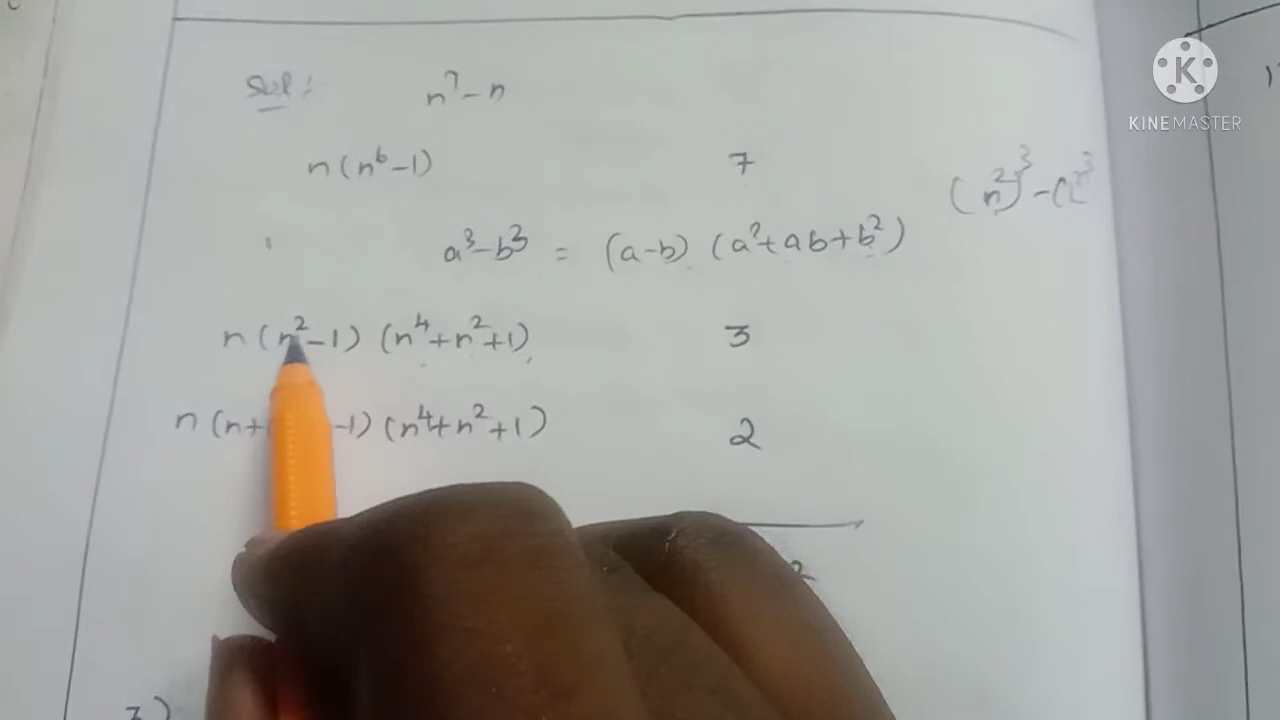 Sol:
n⁷ - n
K
KINEMASTER
n(n⁶-1) 7
(n²)³ - (
a³-b³ = (a-b) (a²+ab+b²)
n(n²-1) (n⁴+n²+1) 3
n(n+ -1)(n⁴+n²+1) 2
2
3)